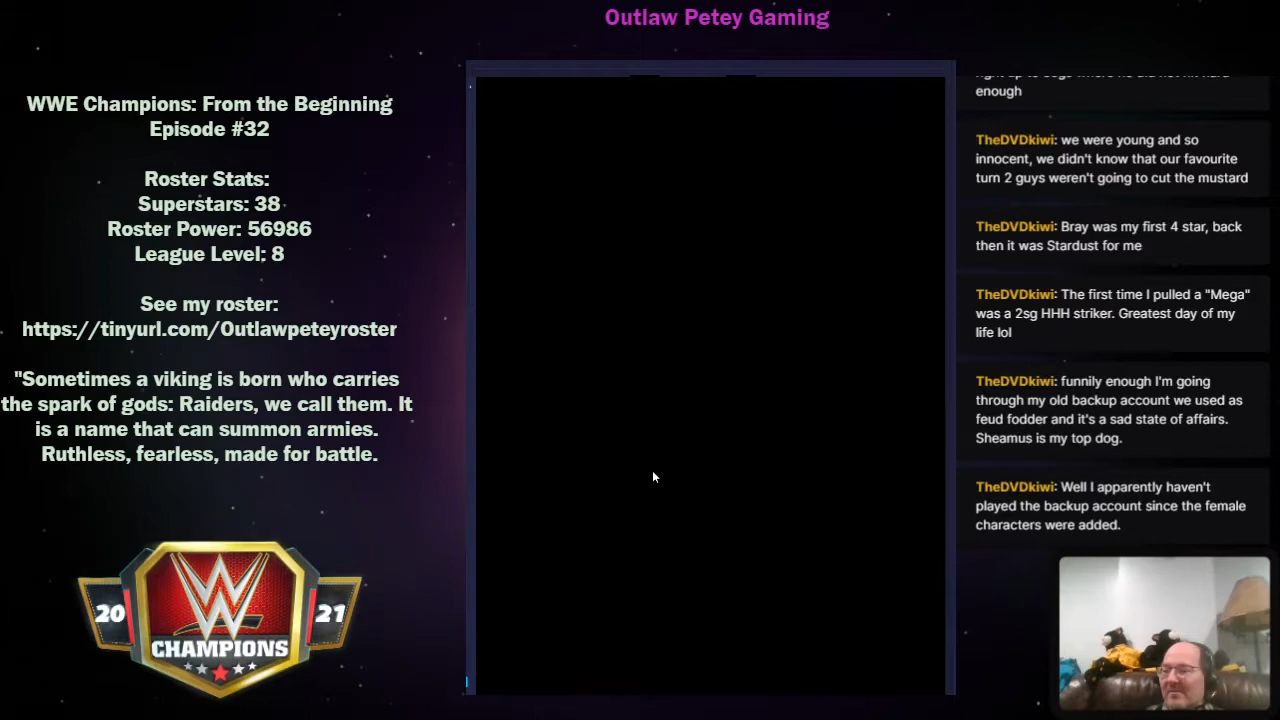 Outlaw Petey Gaming
WWE Champions: From the Beginning
Episode #32
Roster Stats:
Superstars: 38
Roster Power: 56986
League Level: 8
See my roster:
https://tinyurl.com/Outlawpeteyroster
"Sometimes a viking is born who carries
the spark of gods: Raiders, we call them. It
is a name that can summon armies.
Ruthless, fearless, made for battle.
20
21
CHAMPIONS
enough
TheDVDkiwi: we were young and so
innocent, we didn't know that our favourite
turn 2 guys weren't going to cut the mustard
TheDVDkiwi: Bray was my first 4 star, back
then it was Stardust for me
TheDVDkiwi: The first time I pulled a "Mega"
was a 2sg HHH striker. Greatest day of my
life lol
TheDVDkiwi: funnily enough I'm going
through my old backup account we used as
feud fodder and it's a sad state of affairs.
Sheamus is my top dog.
TheDVDkiwi: Well I apparently haven't
played the backup account since the female
characters were added.